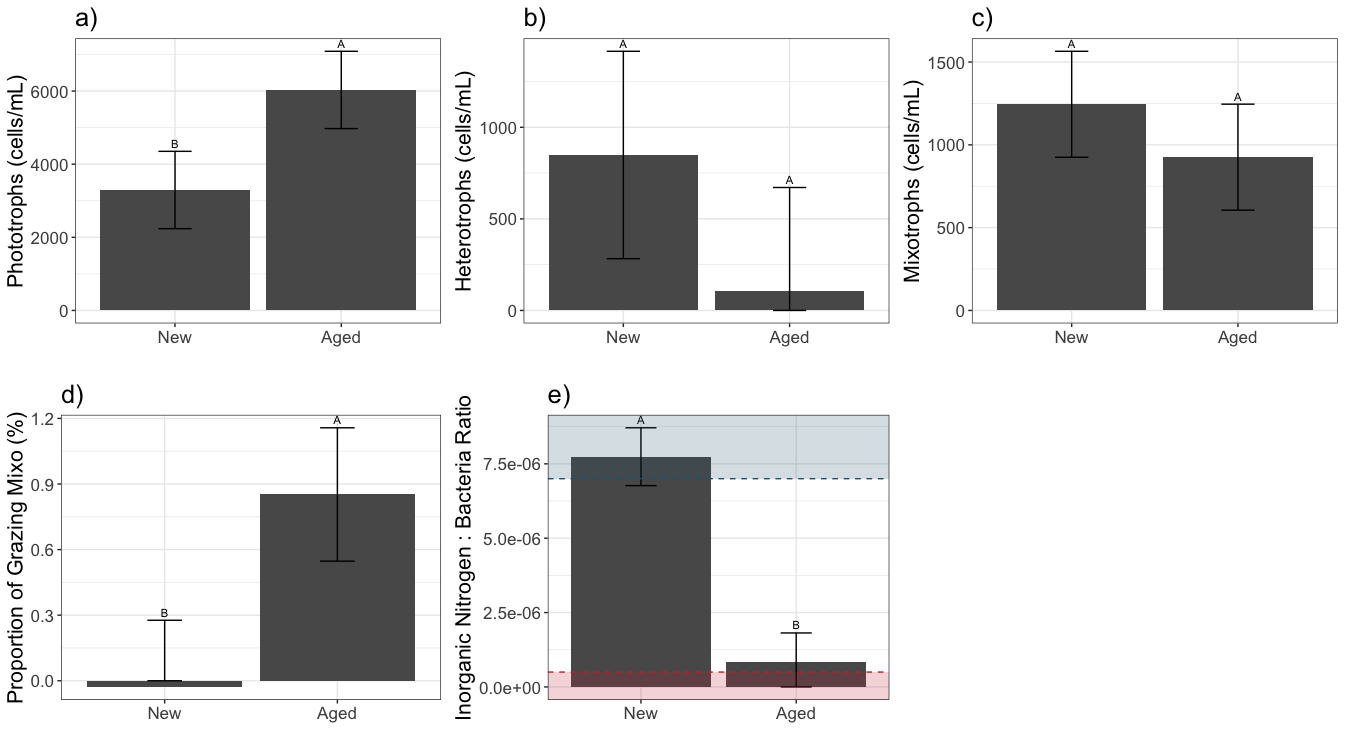 a)
Phototrophs (cells/mL)
6000
4000
2000
0
B
A
New
Aged
b)
Heterotrophs (cells/mL)
1000
500
0
A
A
New
Aged
c)
Mixotrophs (cells/mL)
1500
1000
500
0
A
A
New
Aged
d)
Proportion of Grazing Mixo (%)
1.2
0.9
0.6
0.3
0.0
B
A
New
Aged
e)
Inorganic Nitrogen : Bacteria Ratio
7.5e-06
5.0e-06
2.5e-06
0.0e+00
A
B
New
Aged